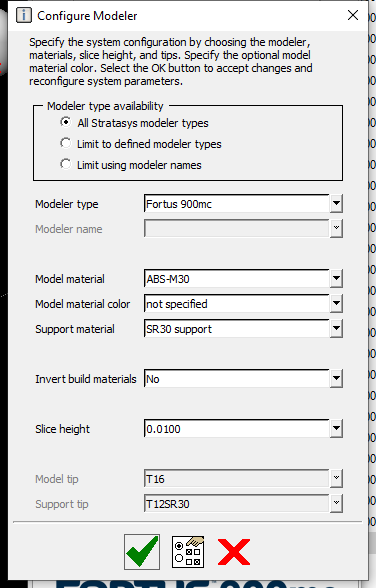 Configure Modeler
Specify the system configuration by choosing the modeler,
materials, slice height, and tips. Specify the optional model
material color. Select the OK button to accept changes and
reconfigure system parameters.
Modeler type availability
All Stratasys modeler types
Limit to defined modeler types
Limit using modeler names
Modeler type Fortus 900mc
Modeler name
Model material ABS-M30
Model material color not specified
Support material SR30 support
Invert build materials No
Slice height 0.0100
Model tip T16
Support tip T12SR30